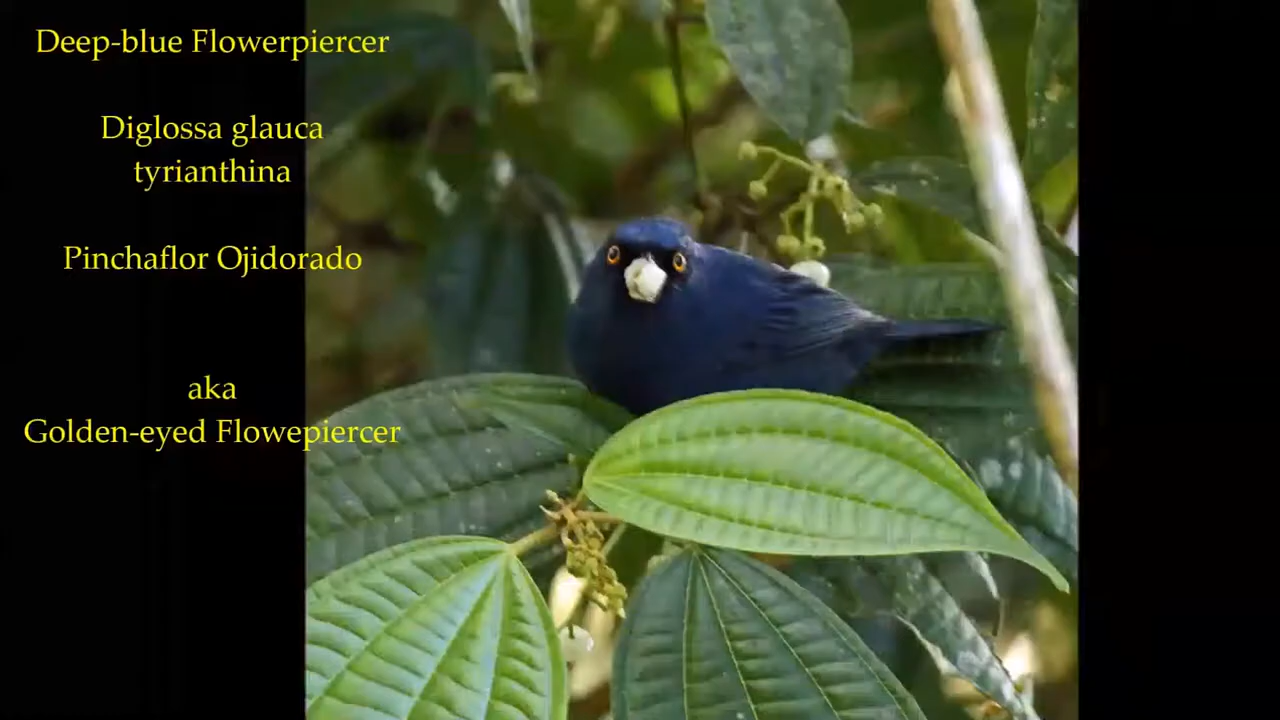 Deep-blue Flowerpiercer
Diglossa glauca
tyrianthina
Pinchaflor Ojidorado
aka
Golden-eyed Flowepiercer